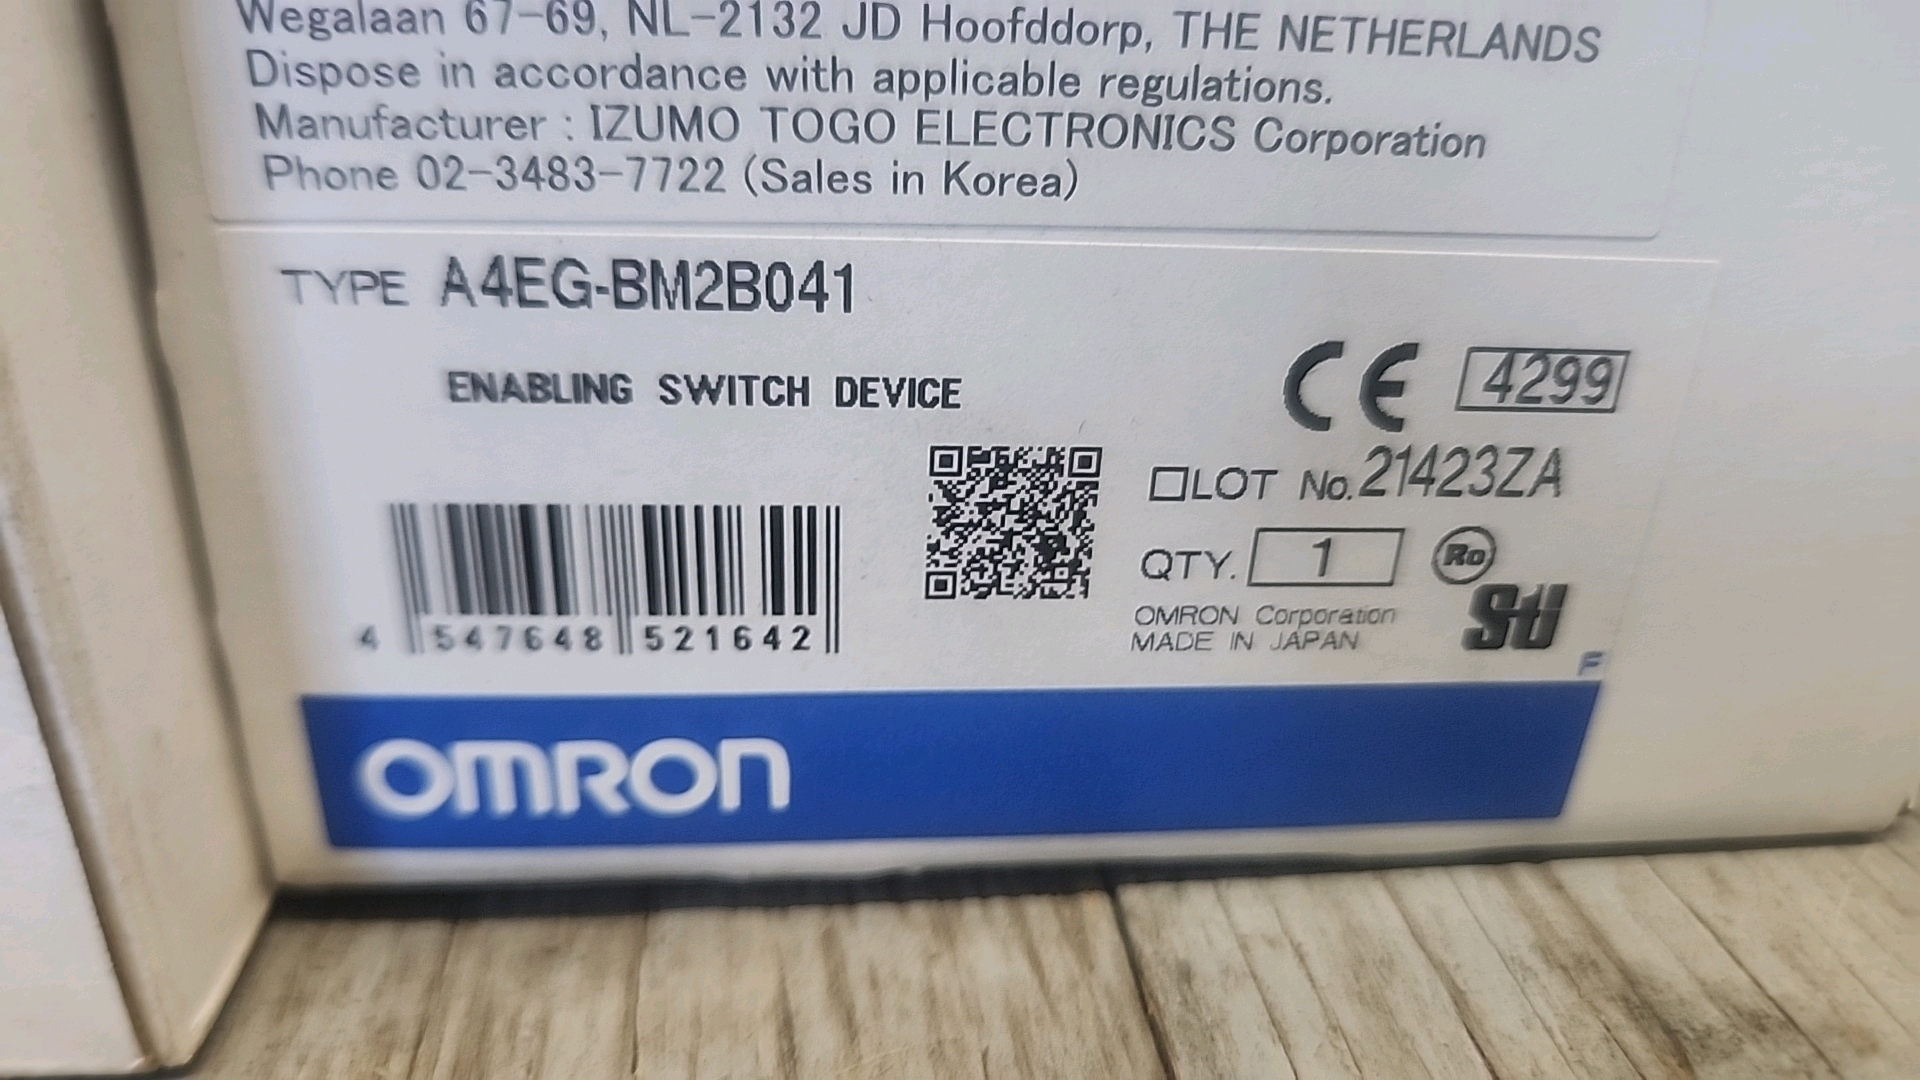 Wegalaan 67-69, NL-2132 JD Hoofddorp, THE NETHERLANDS
Dispose in accordance with applicable regulations.
Manufacturer : IZUMO TOGO ELECTRONICS Corporation
Phone 02-3483-7722 (Sales in Korea)
TYPE A4EG-BM2B041
ENABLING SWITCH DEVICE
CE 4299
LOT No. 21423ZA
QTY. 1 Ro
OMRON Corporation
MADE IN JAPAN
4 547648 521642
F
OMRON